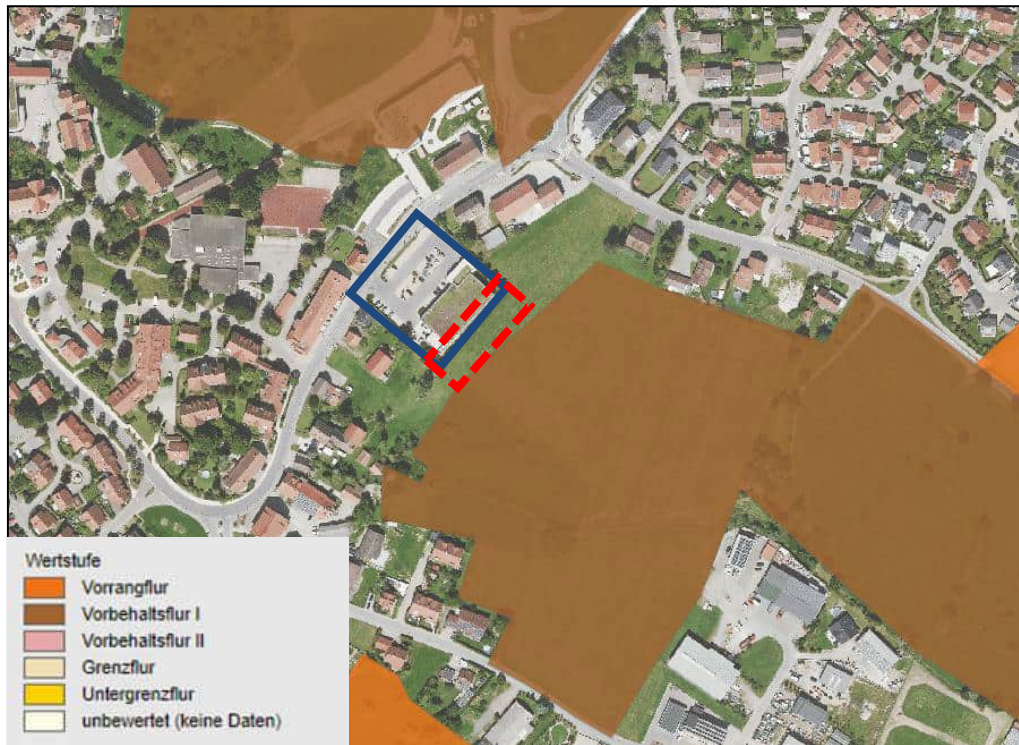 Wertstufe
Vorrangflur
Vorbehaltsflur I
Vorbehaltsflur II
Grenzflur
Untergrenzflur
unbewertet (keine Daten)